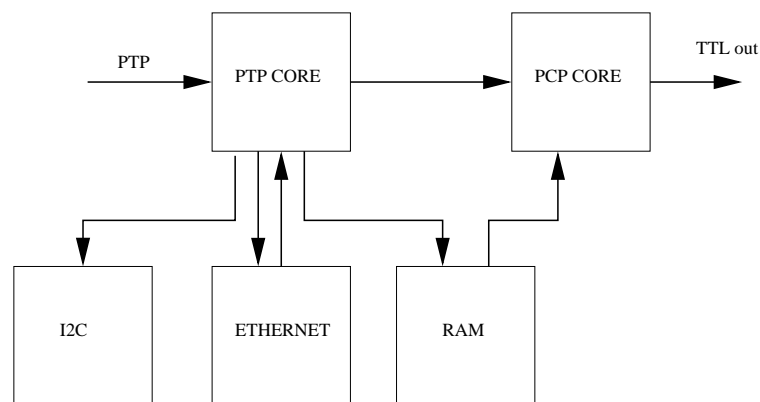 PTP
PTP CORE
PCP CORE
TTL out
I2C
ETHERNET
RAM